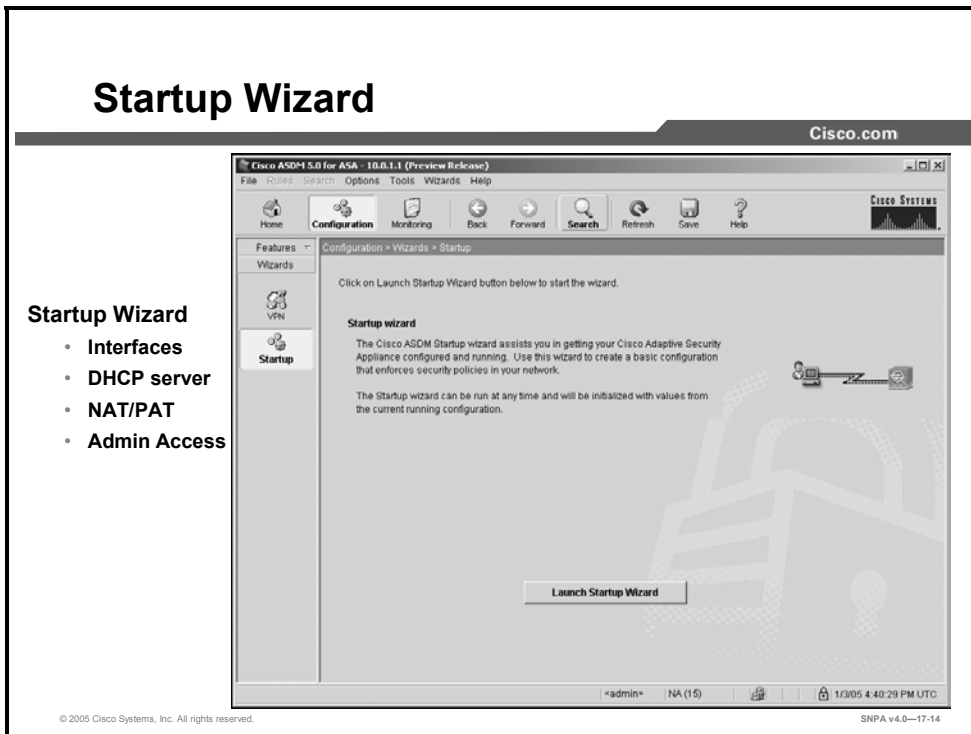 Startup Wizard
Cisco.com
Startup Wizard
• Interfaces
• DHCP server
• NAT/PAT
• Admin Access
Cisco ASDM 5.0 for ASA - 10.0.1.1 (Preview Release)
File Rules Search Options Tools Wizards Help
Home Configuration Monitoring Back Forward Search Refresh Save Help
CISCO SYSTEMS
Features
Configuration > Wizards > Startup
Wizards
VPN
Startup
Click on Launch Startup Wizard button below to start the wizard.
Startup wizard
The Cisco ASDM Startup wizard assists you in getting your Cisco Adaptive Security
Appliance configured and running. Use this wizard to create a basic configuration
that enforces security policies in your network.
The Startup wizard can be run at any time and will be initialized with values from
the current running configuration.
Launch Startup Wizard
<admin> NA (15) 1/3/05 4:40:29 PM UTC
© 2005 Cisco Systems, Inc. All rights reserved.
SNPA v4.0—17-14